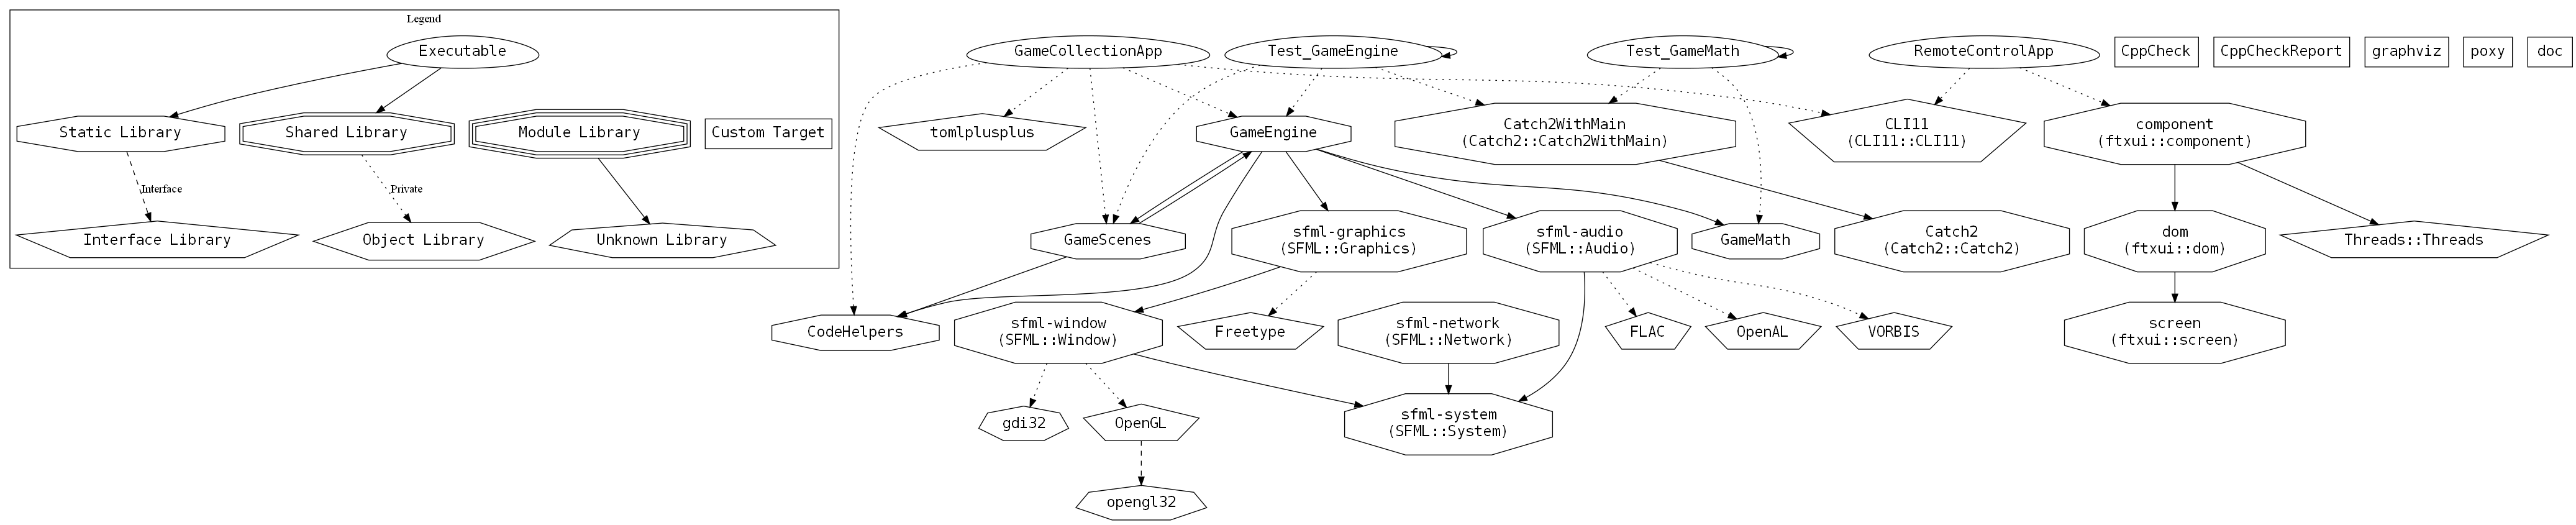 Legend
Executable
Static Library
Shared Library
Module Library
Custom Target
Interface
Private
Interface Library
Object Library
Unknown Library
GameCollectionApp
Test_GameEngine
Test_GameMath
RemoteControlApp
CppCheck
CppCheckReport
graphviz
poxy
doc
tomlplusplus
GameEngine
Catch2WithMain
(Catch2::Catch2WithMain)
CLI11
(CLI11::CLI11)
component
(ftxui::component)
GameScenes
sfml-graphics
(SFML::Graphics)
sfml-audio
(SFML::Audio)
GameMath
Catch2
(Catch2::Catch2)
dom
(ftxui::dom)
Threads::Threads
CodeHelpers
sfml-window
(SFML::Window)
Freetype
sfml-network
(SFML::Network)
FLAC
OpenAL
VORBIS
screen
(ftxui::screen)
gdi32
OpenGL
sfml-system
(SFML::System)
opengl32